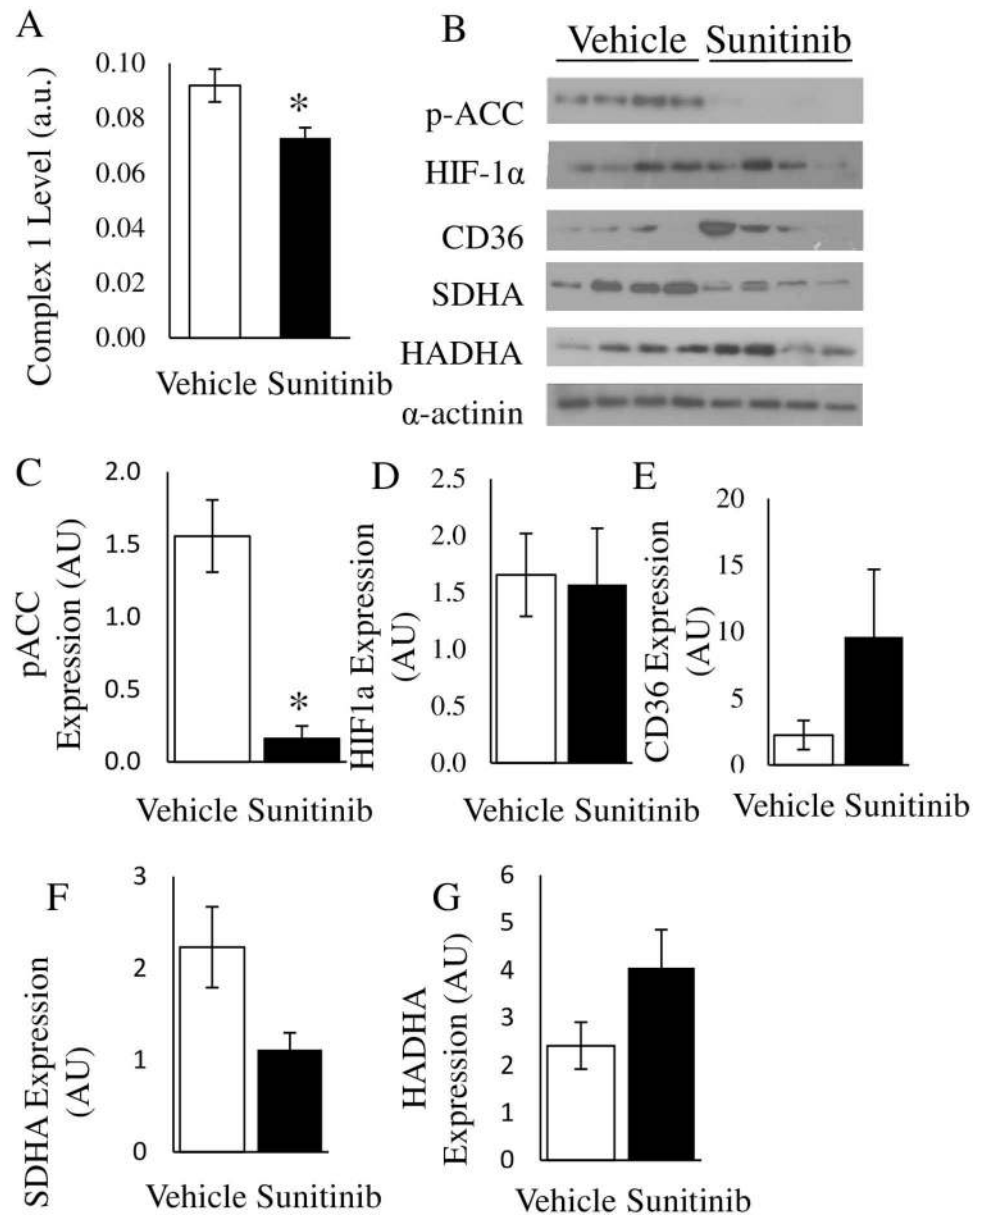 A
Complex 1 Level (a.u.)
0.10
0.08
0.06
0.04
0.02
0.00
*
Vehicle Sunitinib
B
Vehicle Sunitinib
p-ACC
HIF-1α
CD36
SDHA
HADHA
α-actinin
C
pACC
Expression (AU)
2.0
1.5
1.0
0.5
0.0
*
Vehicle Sunitinib
D
HIF1a Expression
(AU)
2.5
2.0
1.5
1.0
0.5
0.0
Vehicle Sunitinib
E
CD36 Expression
(AU)
20
15
10
5
0
Vehicle Sunitinib
F
SDHA Expression
(AU)
3
2
1
0
Vehicle Sunitinib
G
HADHA
Expression (AU)
6
5
4
3
2
1
0
Vehicle Sunitinib